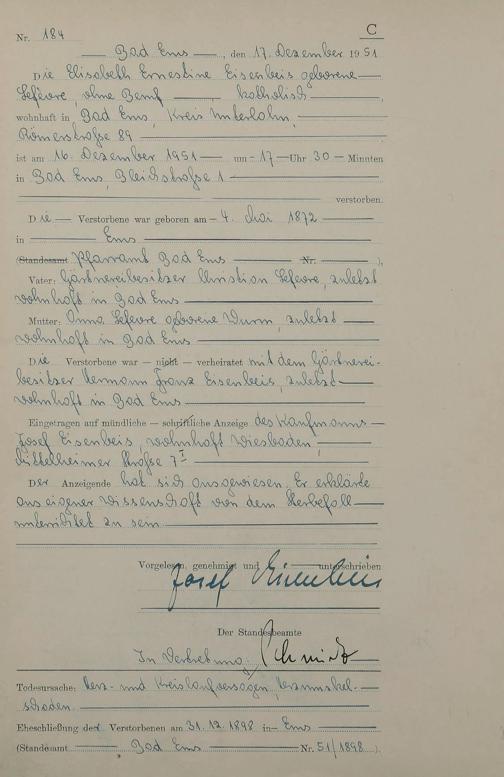 C
Nr. 184
Bad Ems, den 17. Dezember 1951
Die Elisabeth Ernestine Eisenbeis geborene
Lefèvre, ohne Beruf, katholisch,
wohnhaft in Bad Ems, Kreis Unterlahn,
Römerstraße 89
ist am 16. Dezember 1951 um 17 Uhr 30 Minuten
in Bad Ems, Bleichstraße 1
verstorben.
Die Verstorbene war geboren am 4. Mai 1872
in Ems
(Standesamt Pfarramt Bad Ems Nr. ),
Vater: Gärtnereibesitzer Christian Lefevre, zuletzt
wohnhaft in Bad Ems
Mutter: Anna Lefevre geborene Wurm, zuletzt
wohnhaft in Bad Ems
Die Verstorbene war — nicht — verheiratet mit dem Gärtnerei-
besitzer Hermann Franz Eisenbeis, zuletzt
wohnhaft in Bad Ems
Eingetragen auf mündliche — schriftliche Anzeige des Kaufmanns
Josef Eisenbeis, wohnhaft Wiesbaden,
Straße 7I
Der Anzeigende hat sich ausgewiesen. Er erklärte
aus eigener Wissenschaft von dem Sterbefall
unterrichtet zu sein
Vorgelesen, genehmigt und unterschrieben
Josef Eisenbeis
Der Standesbeamte
In Vertretung: Schmidt
Todesursache: Herz- und Kreislaufversagen, Herzmuskel-
schaden
Eheschließung der Verstorbenen am 31.12.1898 in Ems
(Standesamt Bad Ems Nr. 51/1898).